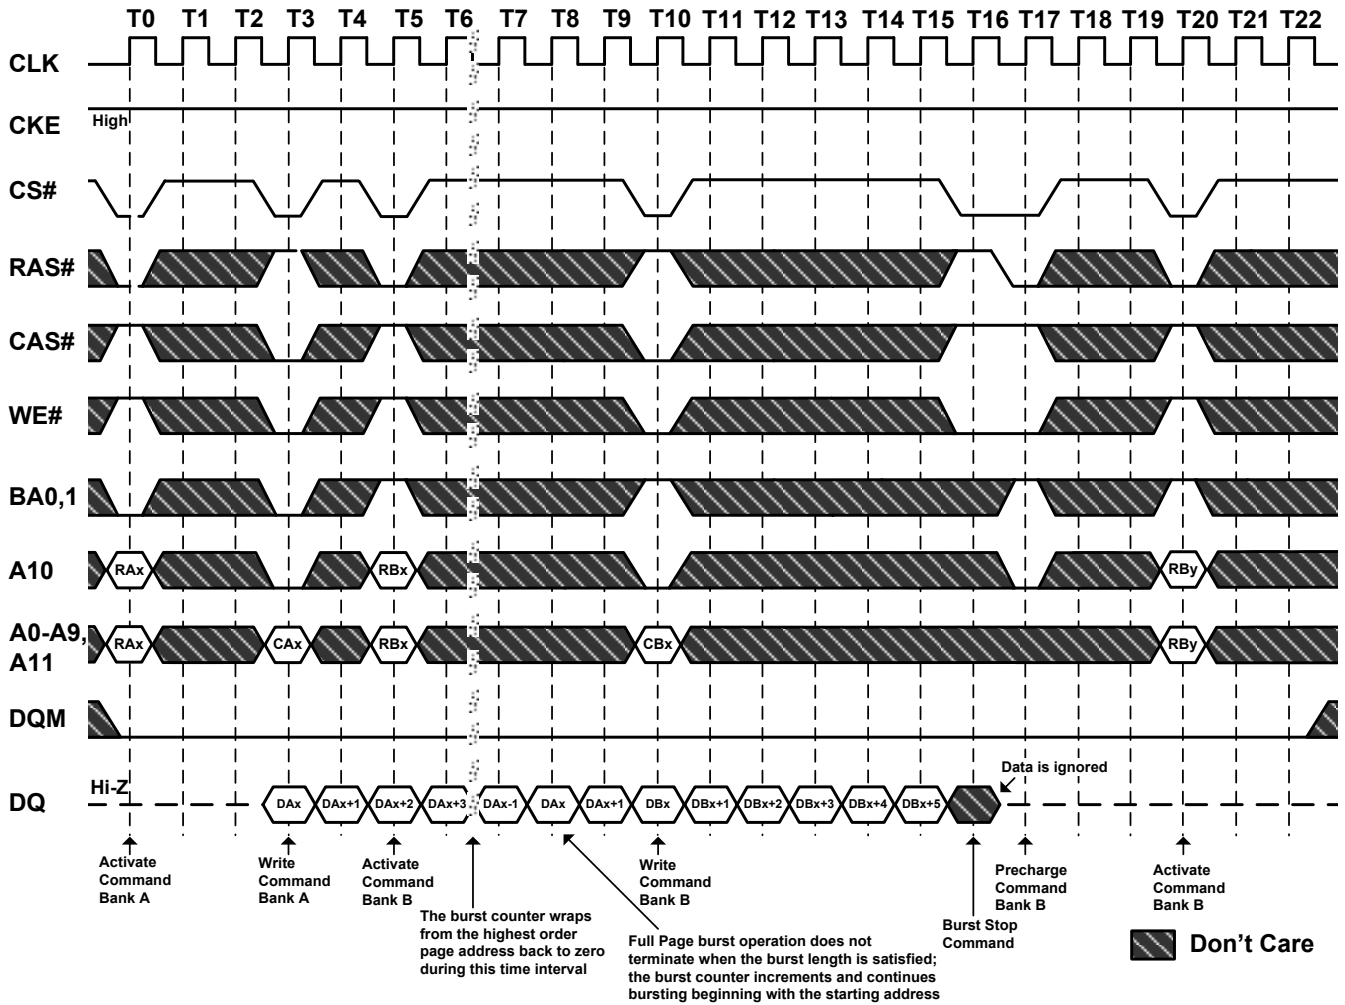 T0 T1 T2 T3 T4 T5 T6 T7 T8 T9 T10 T11 T12 T13 T14 T15 T16 T17 T18 T19 T20 T21 T22
CLK
CKE High
CS#
RAS#
CAS#
WE#
BA0,1
A10 RAx RBx RBy
A0-A9,
A11 RAx CAx RBx CBx RBy
DQM
Data is ignored
DQ Hi-Z DAx DAx+1 DAx+2 DAx+3 DAx-1 DAx DAx+1 DBx DBx+1 DBx+2 DBx+3 DBx+4 DBx+5
Activate
Command
Bank A
Write
Command
Bank A
Activate
Command
Bank B
The burst counter wraps
from the highest order
page address back to zero
during this time interval
Write
Command
Bank B
Full Page burst operation does not
terminate when the burst length is satisfied;
the burst counter increments and continues
bursting beginning with the starting address
Burst Stop
Command
Precharge
Command
Bank B
Activate
Command
Bank B
Don't Care